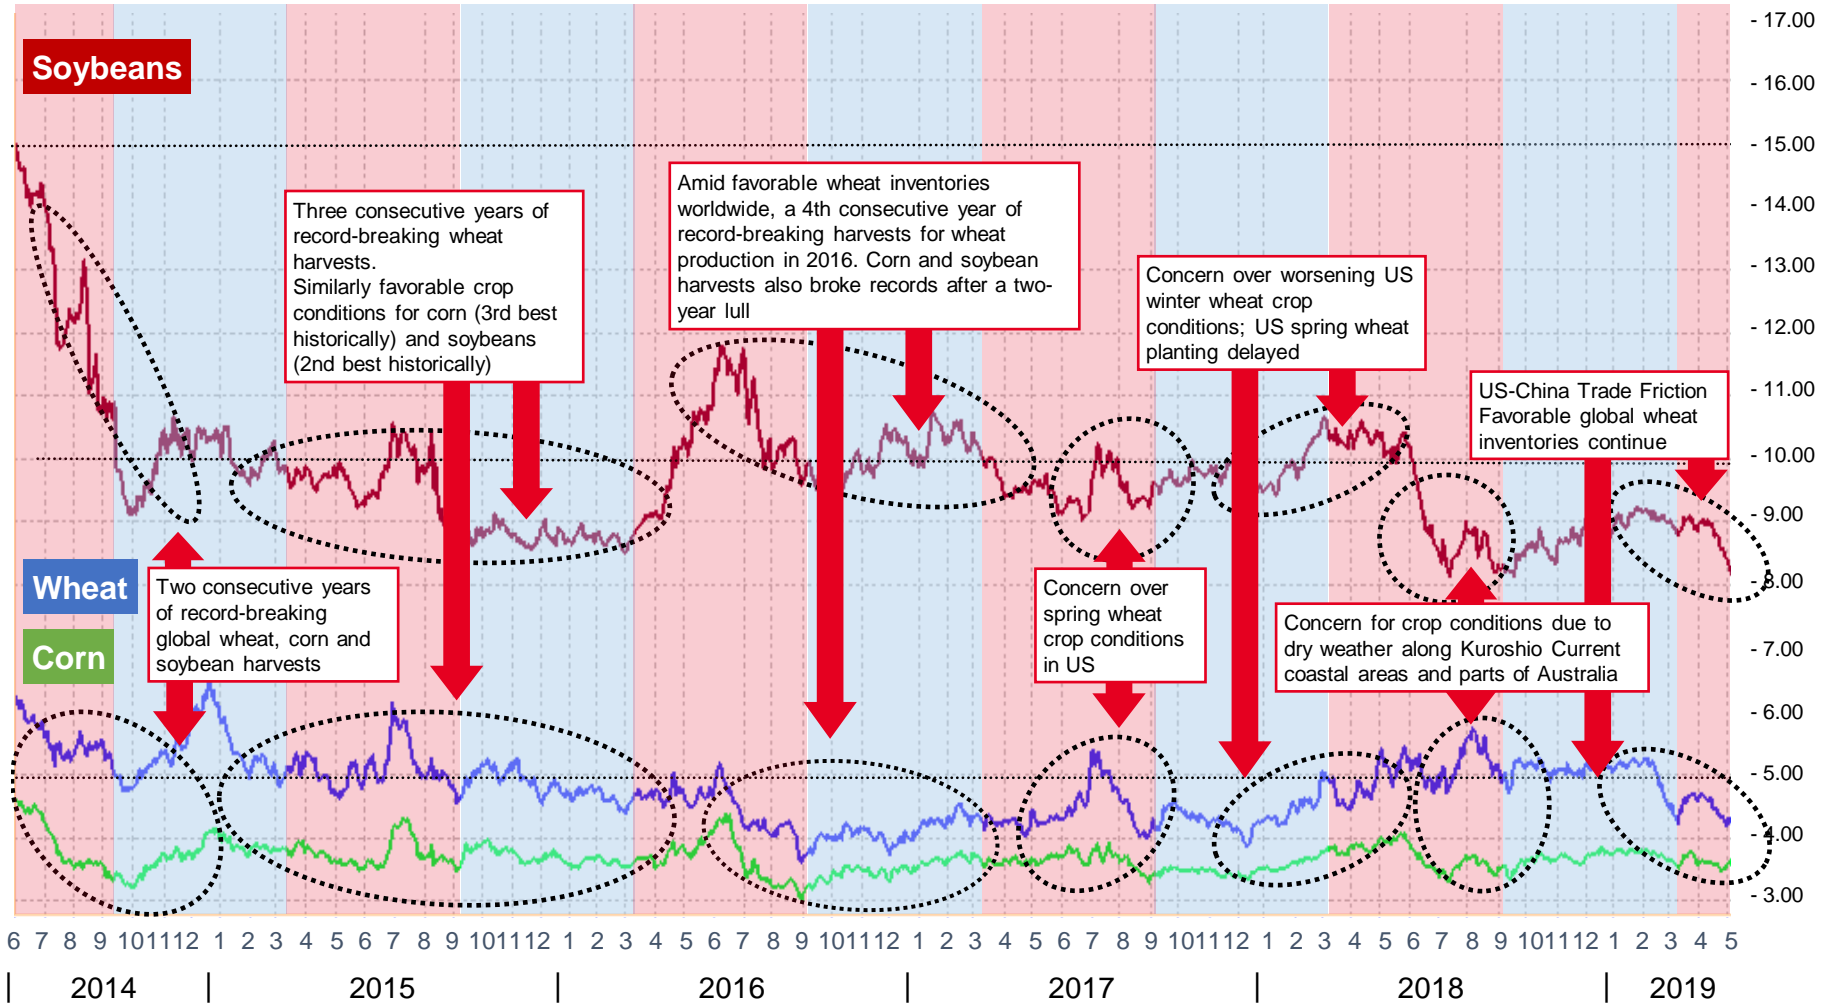 Soybeans
Wheat
Corn
Three consecutive years of
record-breaking wheat
harvests.
Similarly favorable crop
conditions for corn (3rd best
historically) and soybeans
(2nd best historically)
Amid favorable wheat inventories
worldwide, a 4th consecutive year of
record-breaking harvests for wheat
production in 2016. Corn and soybean
harvests also broke records after a two-
year lull
Concern over worsening US
winter wheat crop
conditions; US spring wheat
planting delayed
US-China Trade Friction
Favorable global wheat
inventories continue
Two consecutive years
of record-breaking
global wheat, corn and
soybean harvests
Concern over
spring wheat
crop conditions
in US
Concern for crop conditions due to
dry weather along Kuroshio Current
coastal areas and parts of Australia
- 17.00
- 16.00
- 15.00
- 14.00
- 13.00
- 12.00
- 11.00
- 10.00
- 9.00
- 8.00
- 7.00
- 6.00
- 5.00
- 4.00
- 3.00
6 7 8 9 10 11 12 1 2 3 4 5 6 7 8 9 10 11 12 1 2 3 4 5 6 7 8 9 10 11 12 1 2 3 4 5 6 7 8 9 10 11 12 1 2 3 4 5 6 7 8 9 10 11 12 1 2 3 4 5
| 2014 | 2015 | 2016 | 2017 | 2018 | 2019